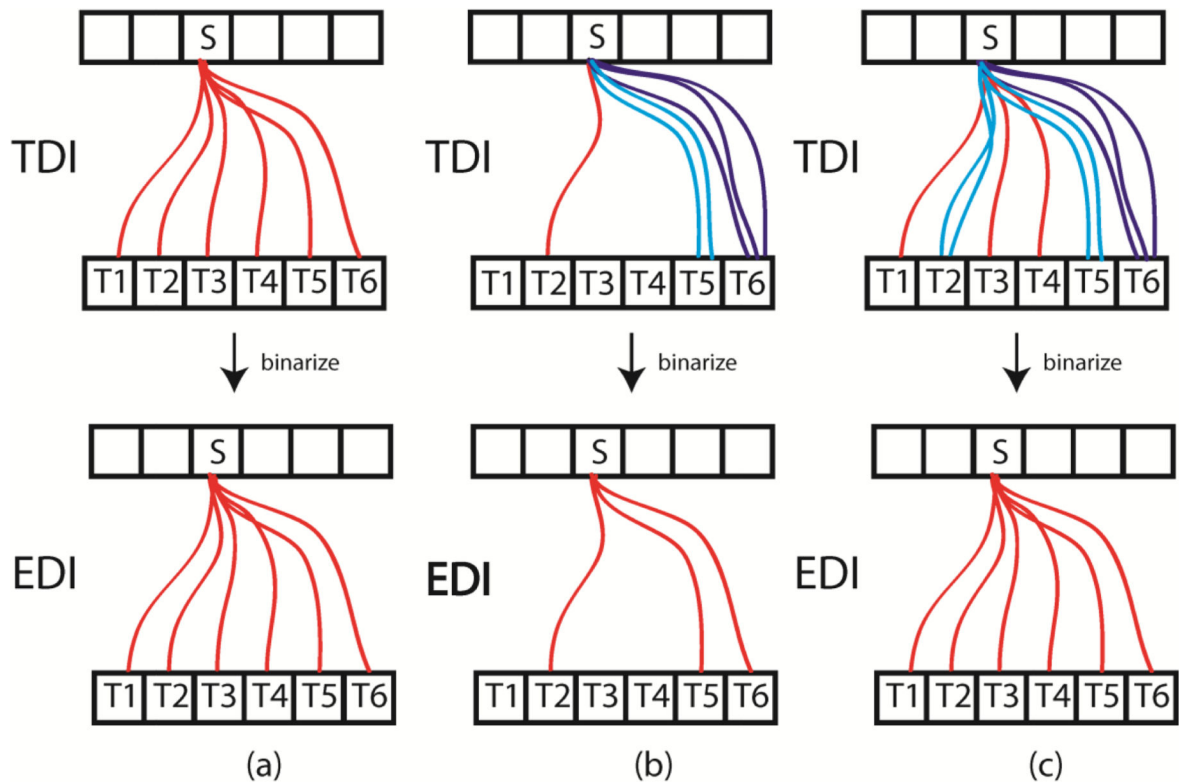 S S S
TDI TDI TDI
T1 T2 T3 T4 T5 T6 T1 T2 T3 T4 T5 T6 T1 T2 T3 T4 T5 T6
binarize binarize binarize
S S S
EDI EDI EDI
T1 T2 T3 T4 T5 T6 T1 T2 T3 T4 T5 T6 T1 T2 T3 T4 T5 T6
(a) (b) (c)